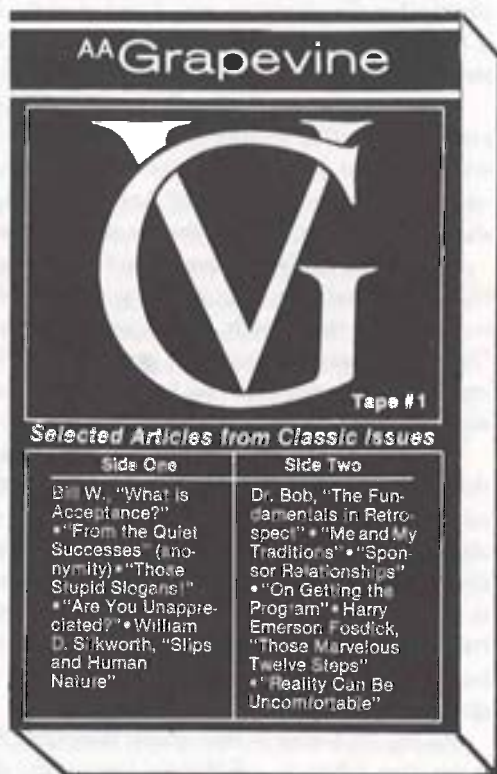 AA Grapevine
VG
Tape #1
Selected Articles from Classic Issues
Side One
Bill W., "What is
Acceptance?"
• "From the Quiet
Successes" (ano-
nymity) • "Those
Stupid Slogans!"
• "Are You Unappre-
ciated?" • William
D. Silkworth, "Slips
and Human
Nature"
Side Two
Dr. Bob, "The Fun-
damentals in Retro-
spect" • "Me and My
Traditions" • "Spon-
sor Relationships"
• "On Getting the
Program" • Harry
Emerson Fosdick,
"Those Marvelous
Twelve Steps"
• "Reality Can Be
Uncomfortable"